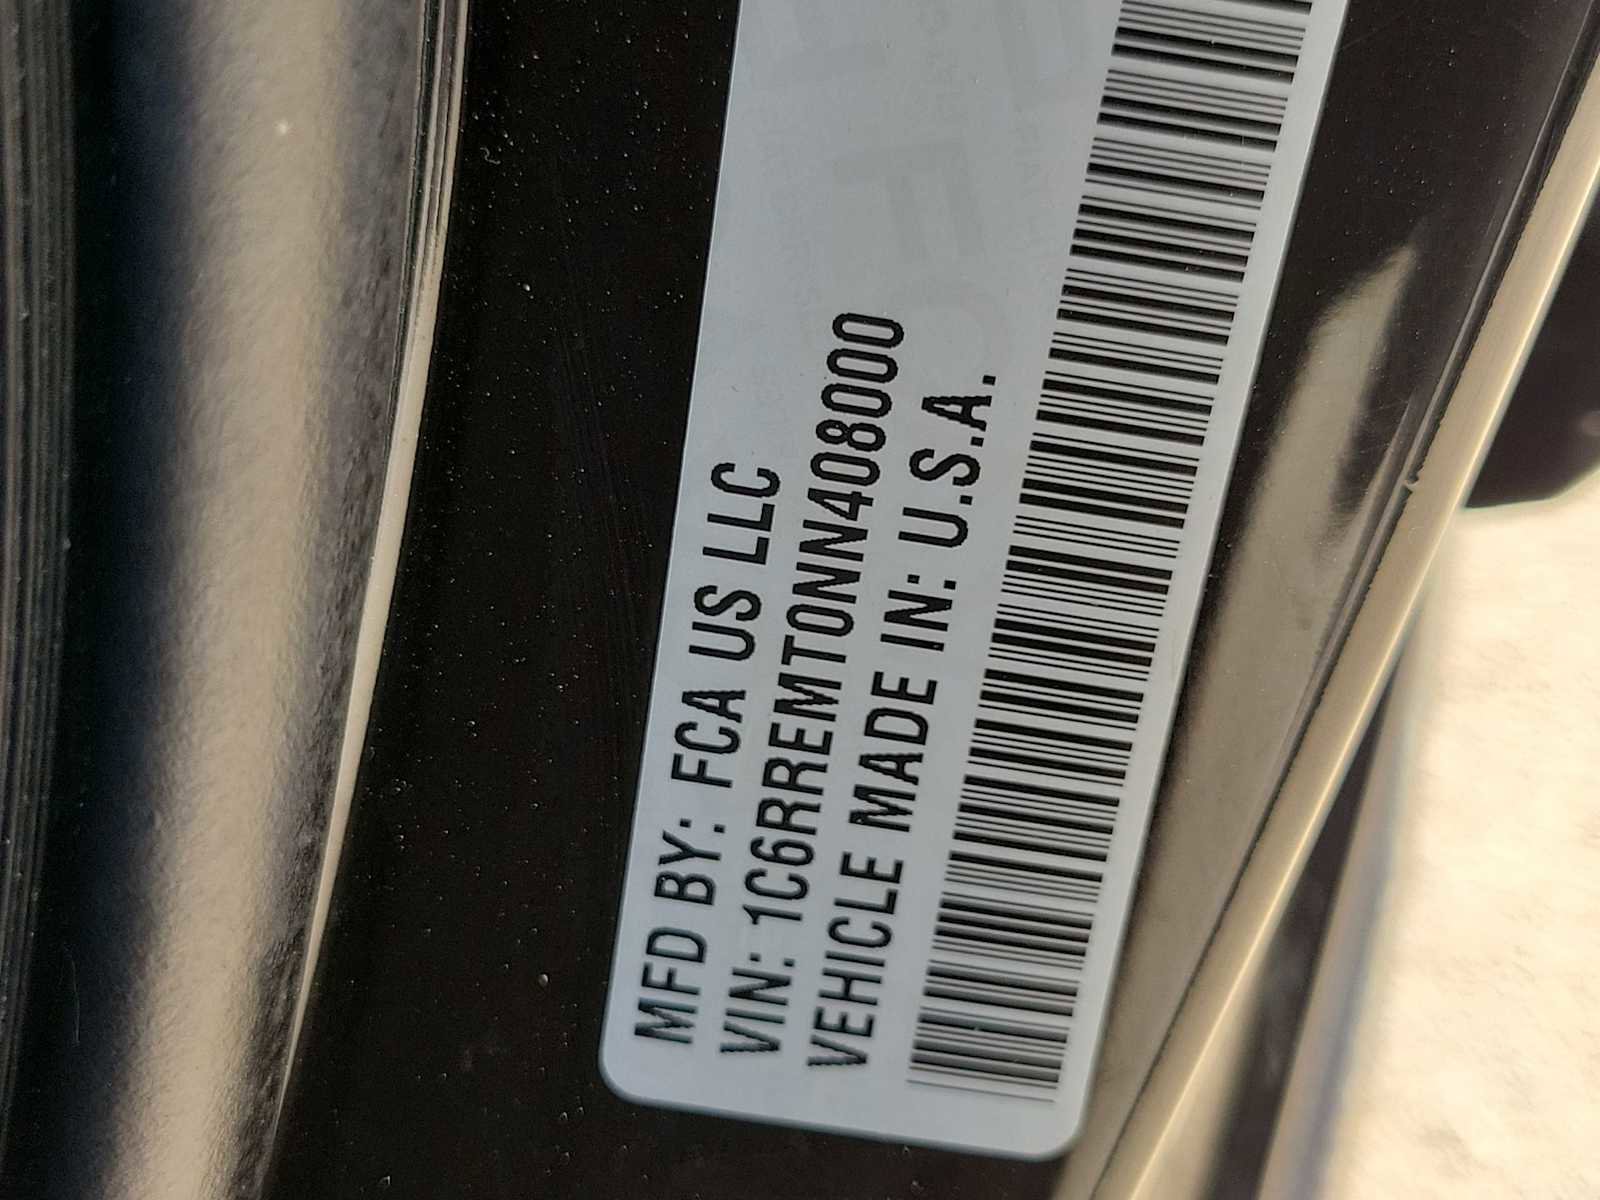 MFD BY: FCA US LLC
VIN: 1C6RREMT0NN408000
VEHICLE MADE IN: U.S.A.